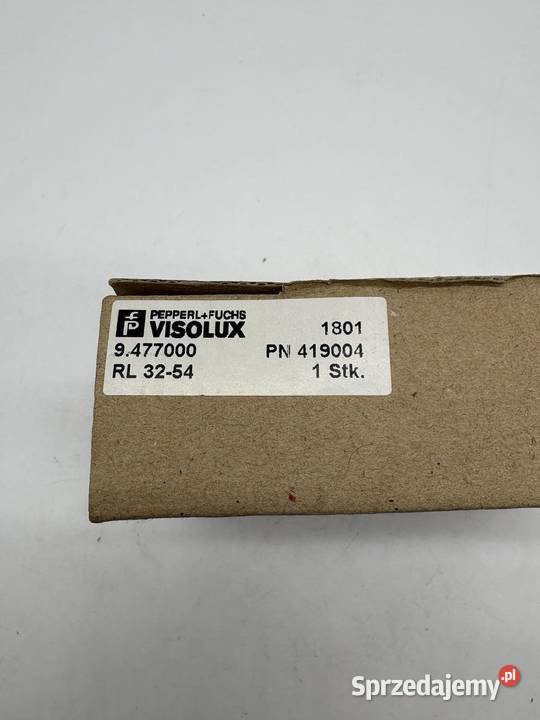 PEPPERL+FUCHS
VISOLUX 1801
9.477000 PN 419004
RL 32-54 1 Stk.
Sprzedajemy.pl